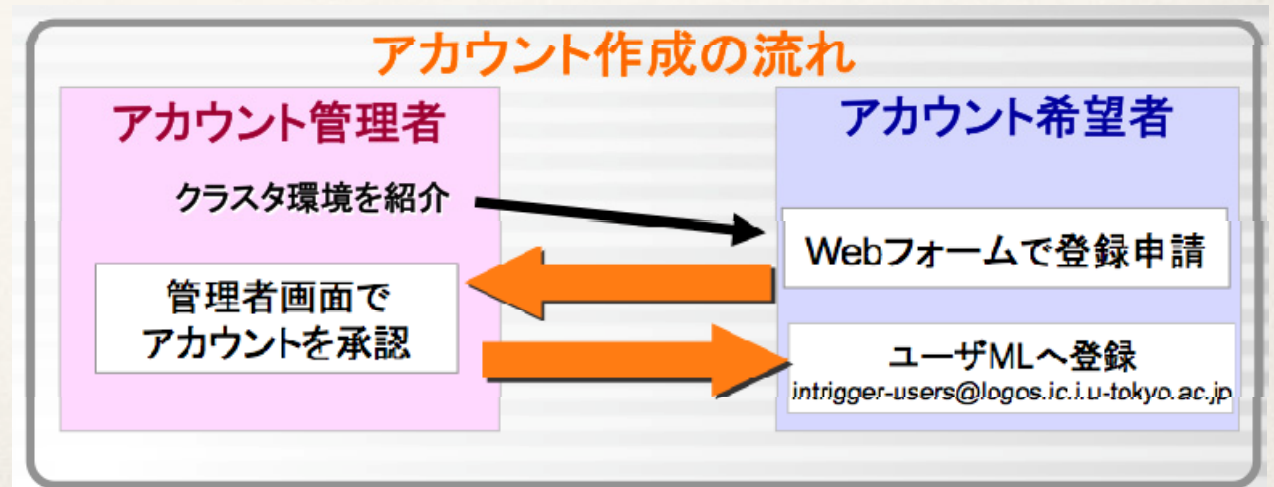 アカウント作成の流れ
アカウント管理者
クラスタ環境を紹介
管理者画面で
アカウントを承認
アカウント希望者
Webフォームで登録申請
ユーザMLへ登録
intrigger-users@logos.ic.i.u-tokyo.ac.jp